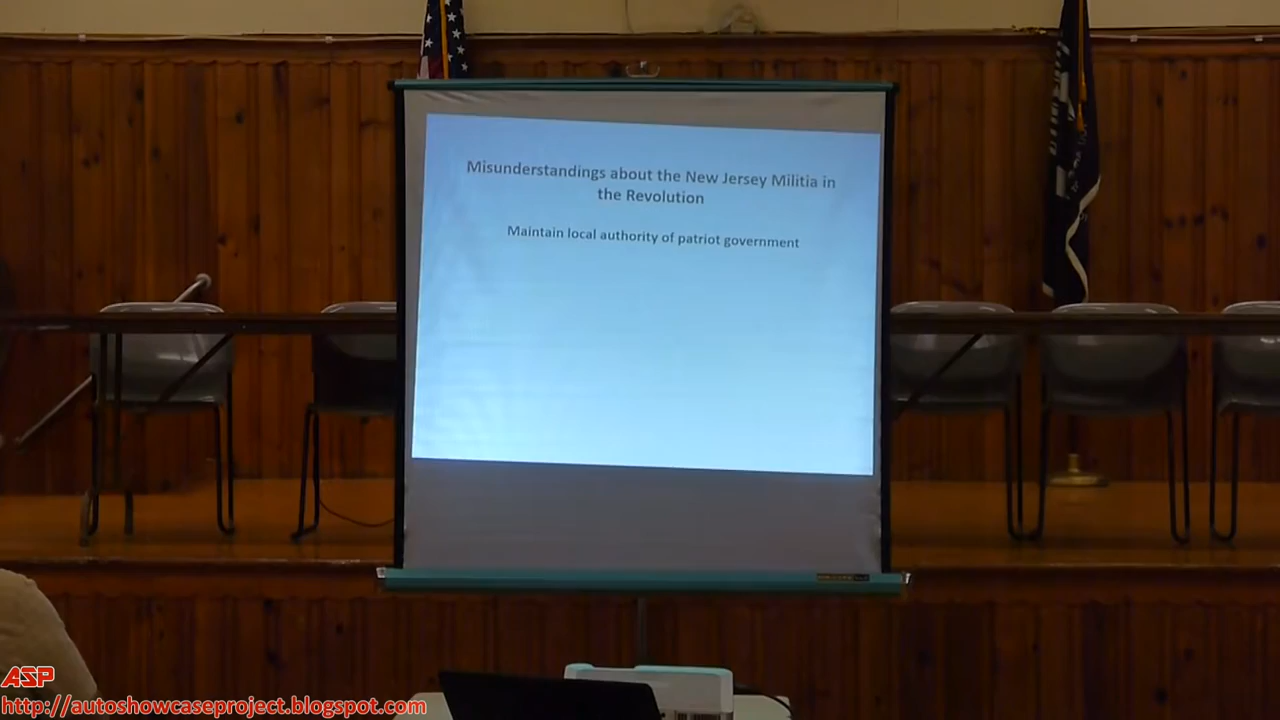 Misunderstandings about the New Jersey Militia in
the Revolution
Maintain local authority of patriot government
ASP
http://autoshowcaseproject.blogspot.com